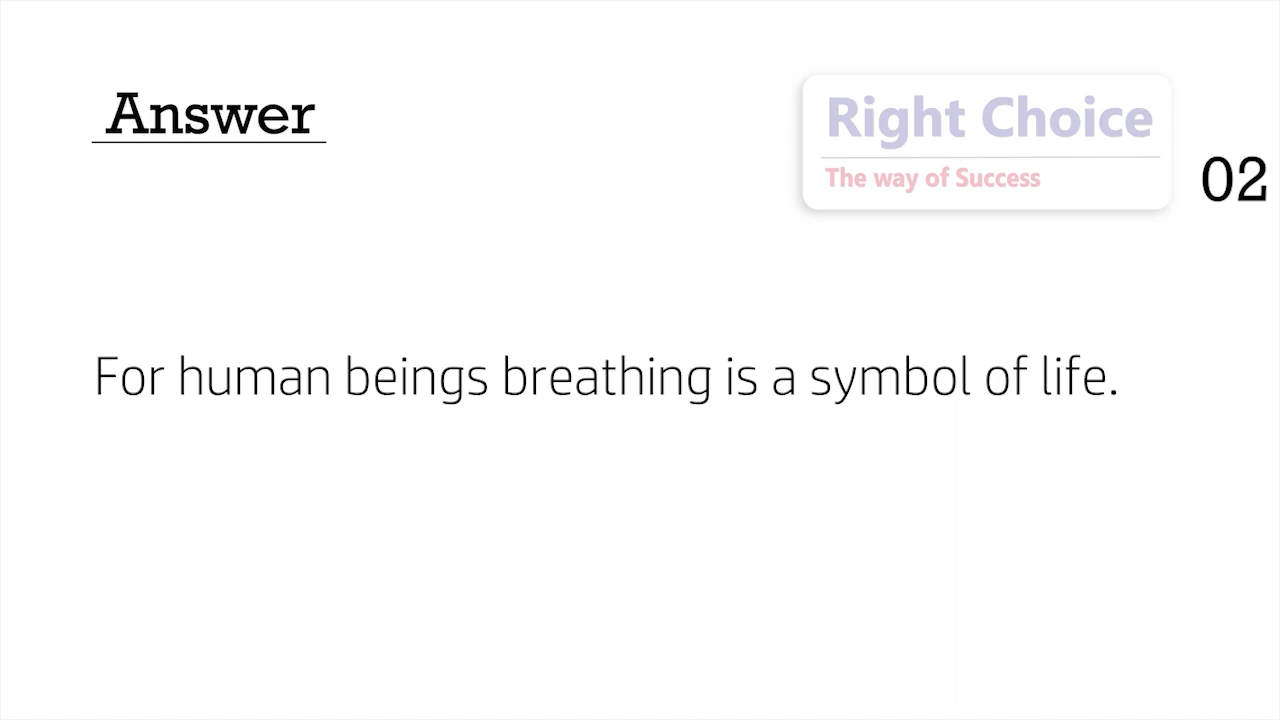 Answer
Right Choice
The way of Success
02
For human beings breathing is a symbol of life.